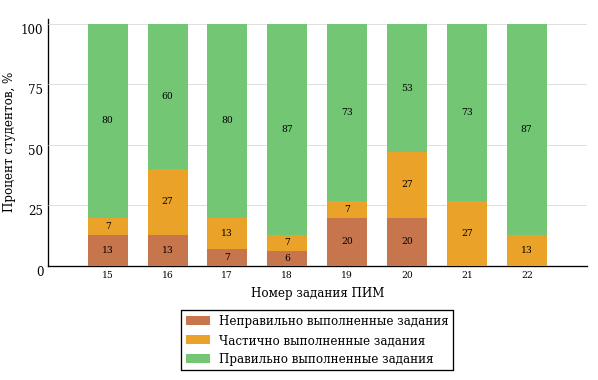 Процент студентов, %
100
75
50
25
0
80 60 80 87 73 53 73 87
7 27 13 7 7 27 27 13
13 13 7 6 20 20
15 16 17 18 19 20 21 22
Номер задания ПИМ
Неправильно выполненные задания
Частично выполненные задания
Правильно выполненные задания